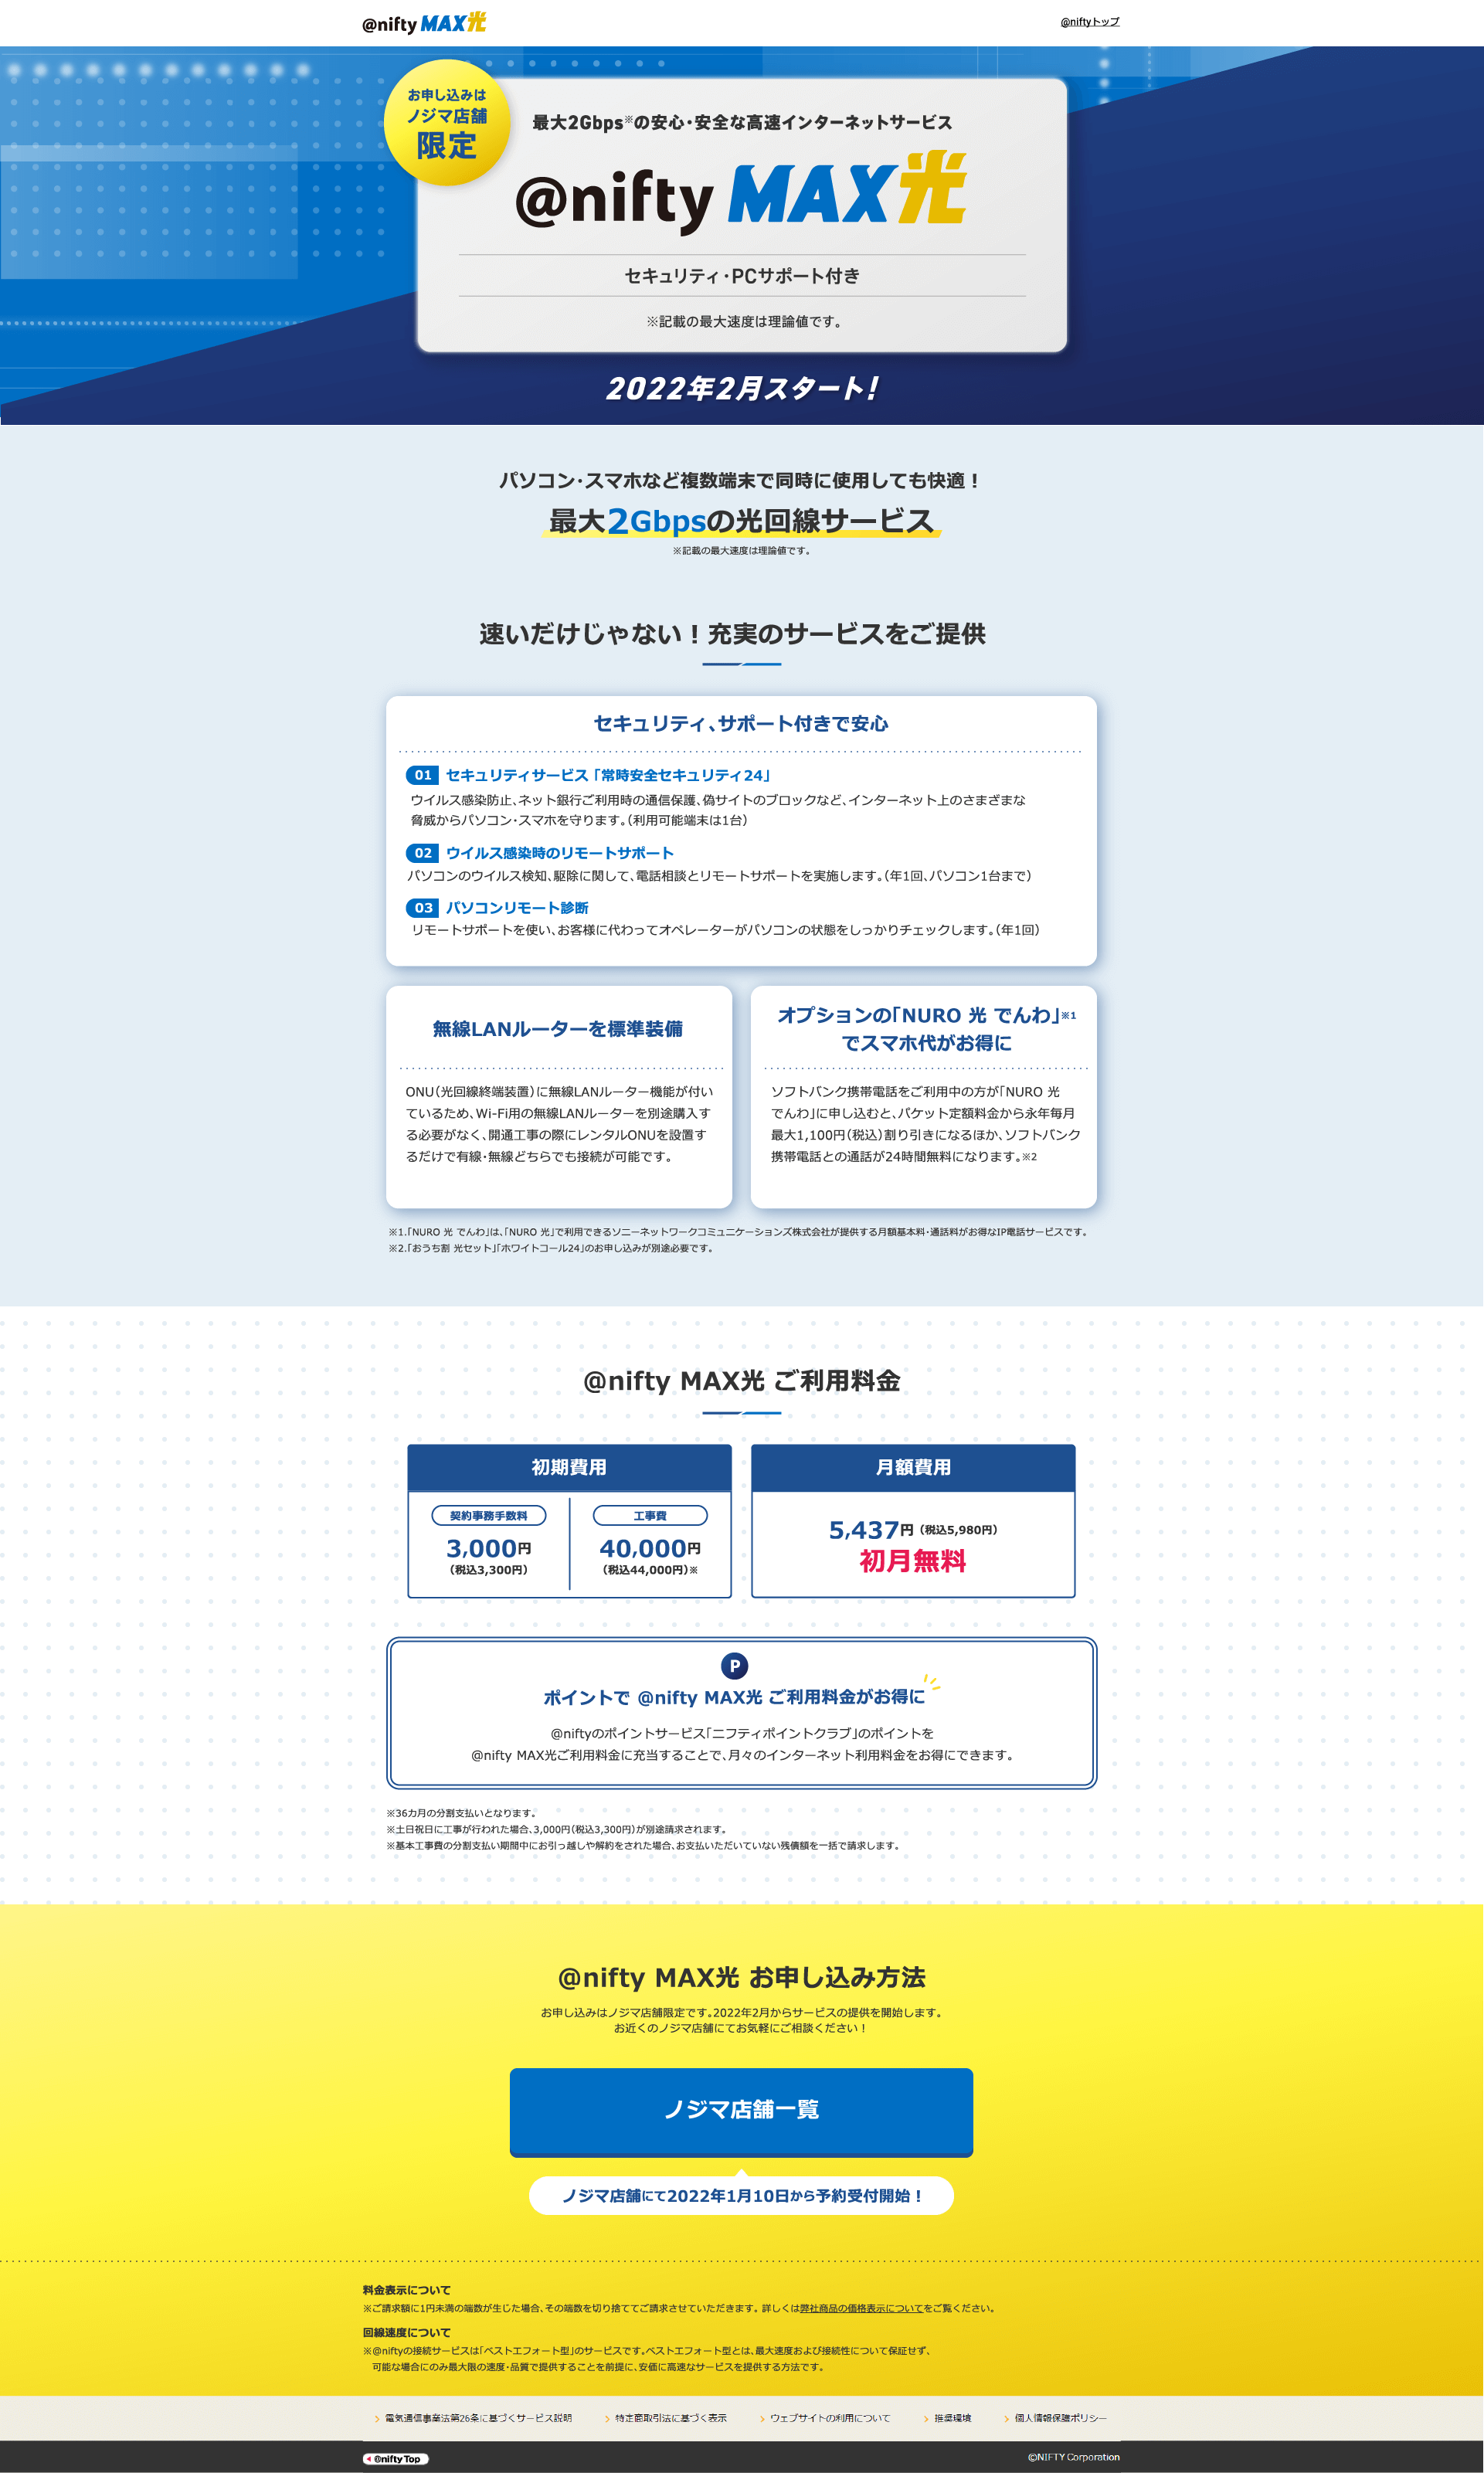 @nifty MAX光
@niftyトップ
お申し込みは
ノジマ店舗
限定
最大2Gbps※の安心・安全な高速インターネットサービス
@nifty MAX光
セキュリティ・PCサポート付き
※記載の最大速度は理論値です。
2022年2月スタート!
パソコン・スマホなど複数端末で同時に使用しても快適！
最大2Gbpsの光回線サービス
※記載の最大速度は理論値です。
速いだけじゃない！充実のサービスをご提供
セキュリティ、サポート付きで安心
01 セキュリティサービス「常時安全セキュリティ24」
ウイルス感染防止、ネット銀行ご利用時の通信保護、偽サイトのブロックなど、インターネット上のさまざまな
脅威からパソコン・スマホを守ります。（利用可能端末は1台）
02 ウイルス感染時のリモートサポート
パソコンのウイルス検知、駆除に関して、電話相談とリモートサポートを実施します。（年1回、パソコン1台まで）
03 パソコンリモート診断
リモートサポートを使い、お客様に代わってオペレーターがパソコンの状態をしっかりチェックします。（年1回）
無線LANルーターを標準装備
ONU（光回線終端装置）に無線LANルーター機能が付い
ているため、Wi-Fi用の無線LANルーターを別途購入す
る必要がなく、開通工事の際にレンタルONUを設置す
るだけで有線・無線どちらでも接続が可能です。
オプションの「NURO 光 でんわ」※1
でスマホ代がお得に
ソフトバンク携帯電話をご利用中の方が「NURO 光
でんわ」に申し込むと、パケット定額料金から永年毎月
最大1,100円（税込）割り引きになるほか、ソフトバンク
携帯電話との通話が24時間無料になります。※2
※1.「NURO 光 でんわ」は、「NURO 光」で利用できるソニーネットワークコミュニケーションズ株式会社が提供する月額基本料・通話料がお得なIP電話サービスです。
※2.「おうち割 光セット」「ホワイトコール24」のお申し込みが別途必要です。
@nifty MAX光 ご利用料金
初期費用
契約事務手数料
3,000円
（税込3,300円）
工事費
40,000円
（税込44,000円）※
月額費用
5,437円（税込5,980円）
初月無料
P
ポイントで @nifty MAX光 ご利用料金がお得に
@niftyのポイントサービス「ニフティポイントクラブ」のポイントを
@nifty MAX光ご利用料金に充当することで、月々のインターネット利用料金をお得にできます。
※36カ月の分割支払いとなります。
※土日祝日に工事が行われた場合、3,000円（税込3,300円）が別途請求されます。
※基本工事費の分割支払い期間中にお引っ越しや解約をされた場合、お支払いただいていない残債額を一括で請求します。
@nifty MAX光 お申し込み方法
お申し込みはノジマ店舗限定です。2022年2月からサービスの提供を開始します。
お近くのノジマ店舗にてお気軽にご相談ください！
ノジマ店舗一覧
ノジマ店舗にて2022年1月10日から予約受付開始！
料金表示について
※ご請求額に1円未満の端数が生じた場合、その端数を切り捨ててご請求させていただきます。 詳しくは弊社商品の価格表示についてをご覧ください。
回線速度について
※@niftyの接続サービスは「ベストエフォート型」のサービスです。ベストエフォート型とは、最大速度および接続性について保証せず、
可能な場合にのみ最大限の速度・品質で提供することを前提に、安価に高速なサービスを提供する方法です。
電気通信事業法第26条に基づくサービス説明
特定商取引法に基づく表示
ウェブサイトの利用について
推奨環境
個人情報保護ポリシー
@nifty Top
©NIFTY Corporation